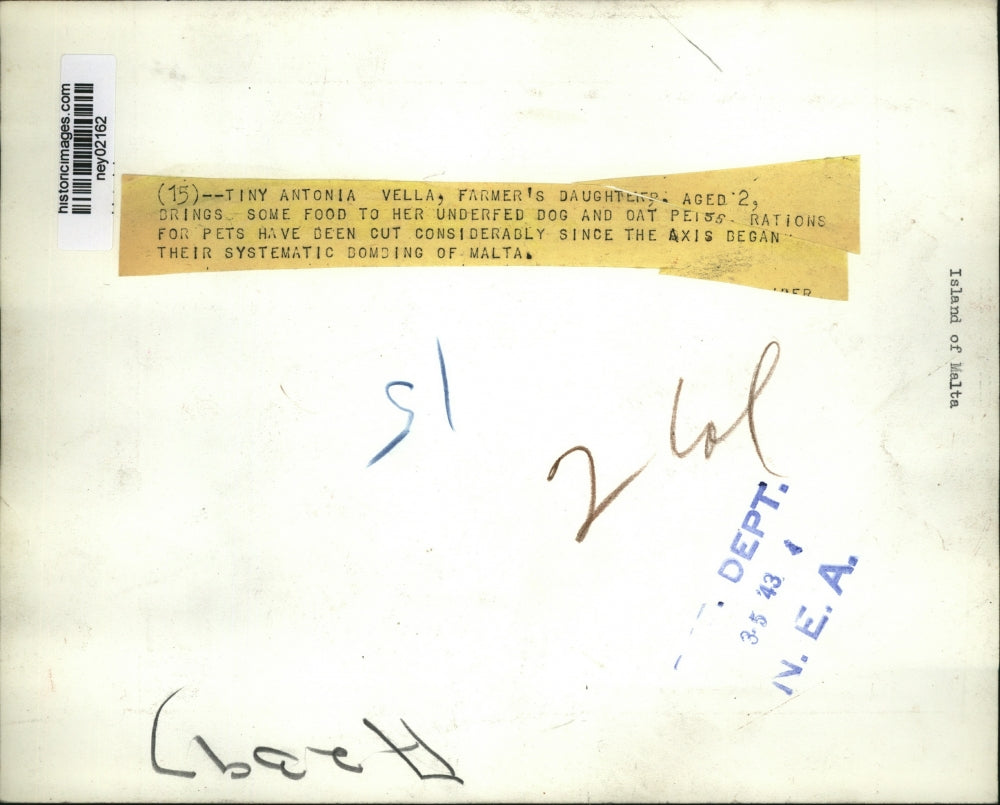 historicimages.com
ney02162
(15)--TINY ANTONIA VELLA, FARMER'S DAUGHTER, AGED 2,
BRINGS SOME FOOD TO HER UNDERFED DOG AND CAT RATIONS
FOR PETS HAVE BEEN CUT CONSIDERABLY SINCE THE AXIS BEGAN
THEIR SYSTEMATIC BOMBING OF MALTA.
Island of Malta
15
2 col
DEPT.
3-5 '43
N. E. A.